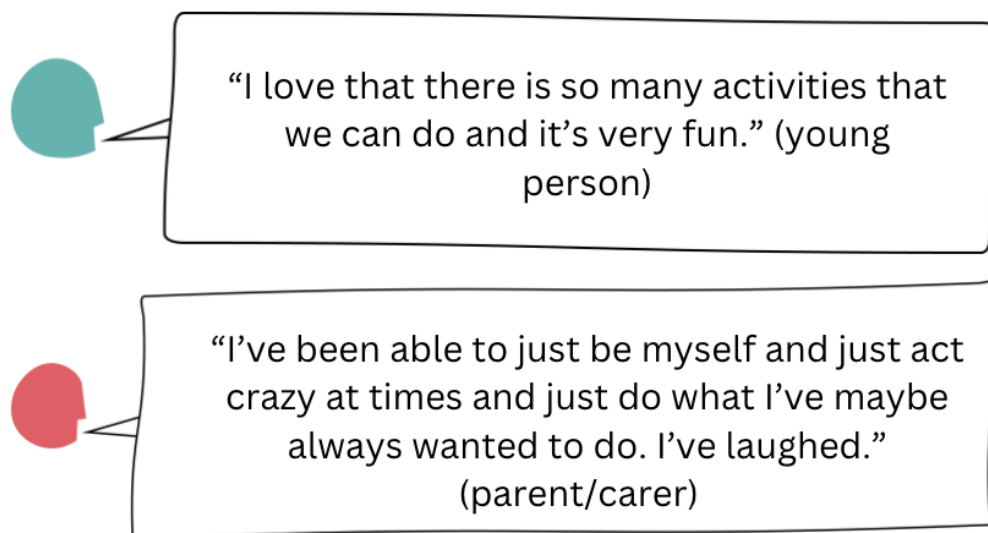 “I love that there is so many activities that
we can do and it’s very fun.” (young
person)
“I’ve been able to just be myself and just act
crazy at times and just do what I’ve maybe
always wanted to do. I’ve laughed.”
(parent/carer)